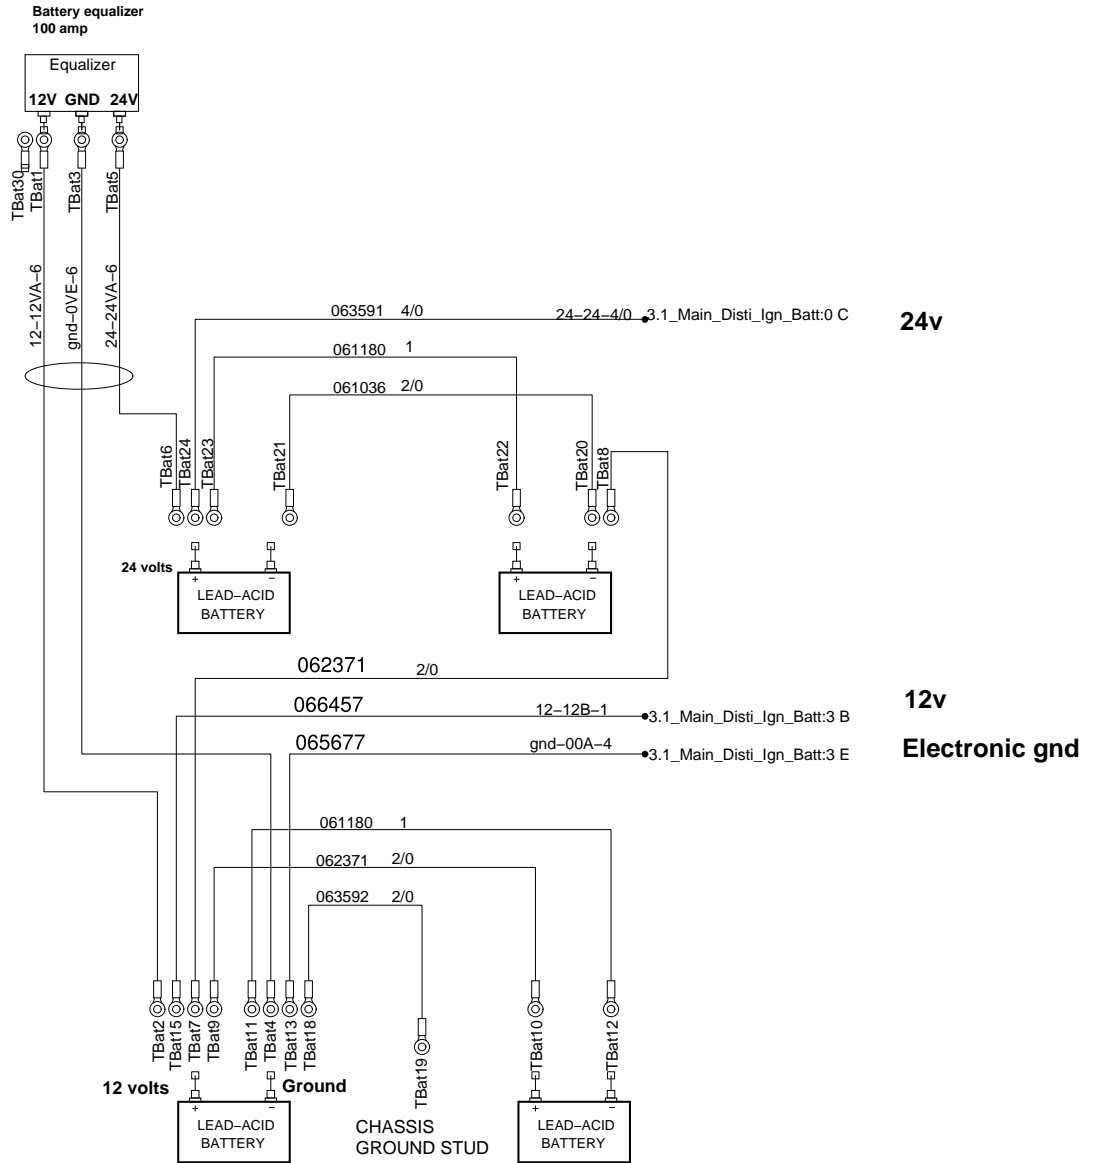 Battery equalizer
100 amp
Equalizer
12V GND 24V
TBat30
TBat1
TBat3
TBat5
12−12VA−6
gnd−0VE−6
24−24VA−6
063591 4/0 24−24−4/0 3.1_Main_Disti_Ign_Batt:0 C
24v
061180 1
061036 2/0
TBat6
TBat24
TBat23
TBat21
TBat22
TBat20
TBat8
24 volts
+ −
LEAD−ACID
BATTERY
+ −
LEAD−ACID
BATTERY
062371 2/0
12v
066457 12−12B−1 3.1_Main_Disti_Ign_Batt:3 B
065677 gnd−00A−4 3.1_Main_Disti_Ign_Batt:3 E
Electronic gnd
061180 1
062371 2/0
063592 2/0
TBat2
TBat15
TBat7
TBat9
TBat11
TBat4
TBat13
TBat18
TBat19
TBat10
TBat12
12 volts
Ground
+ −
LEAD−ACID
BATTERY
CHASSIS
GROUND STUD
+ −
LEAD−ACID
BATTERY